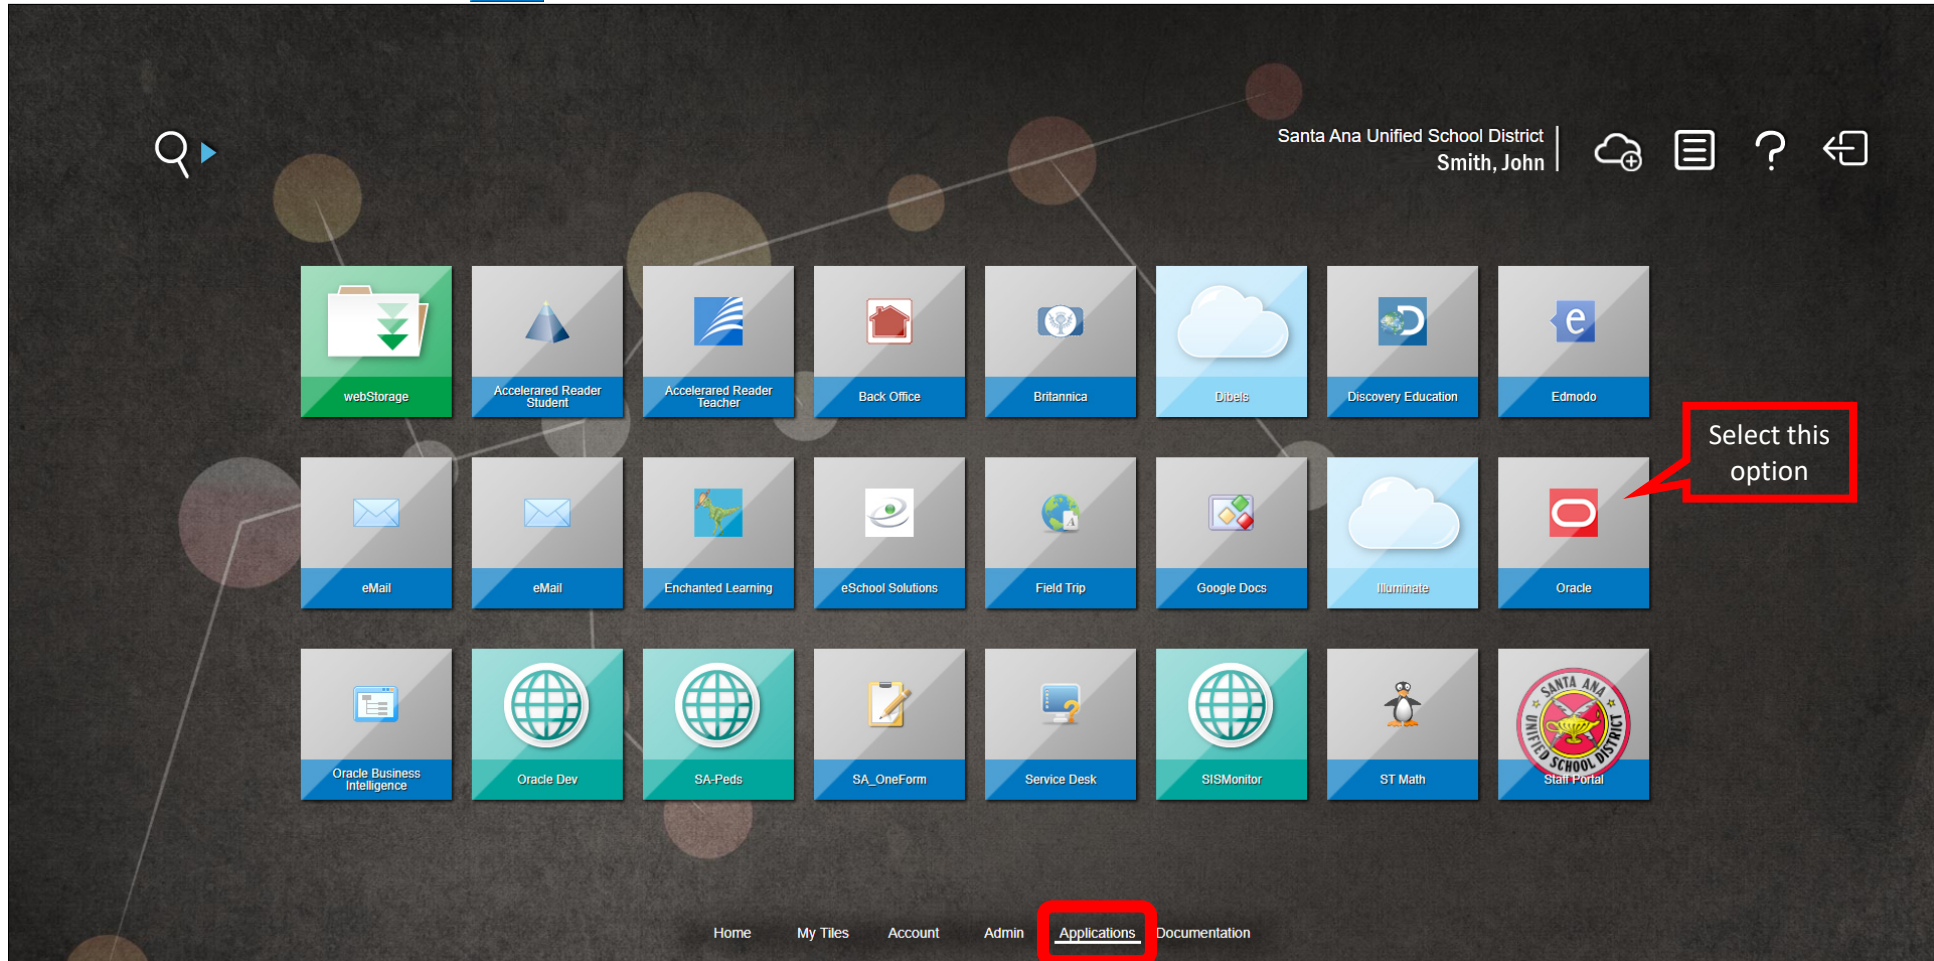 Santa Ana Unified School District
Smith, John
webStorage
Accelerared Reader
Student
Accelerared Reader
Teacher
Back Office
Britannica
Dibels
Discovery Education
e
Edmodo
Select this
option
eMail
eMail
Enchanted Learning
eSchool Solutions
A
Field Trip
Google Docs
Illuminate
Oracle
Oracle Business
Intelligence
Oracle Dev
SA-Peds
SA_OneForm
Service Desk
SISMonitor
ST Math
SANTA ANA
UNIFIED SCHOOL DISTRICT
Staff Portal
Home
My Tiles
Account
Admin
Applications
Documentation